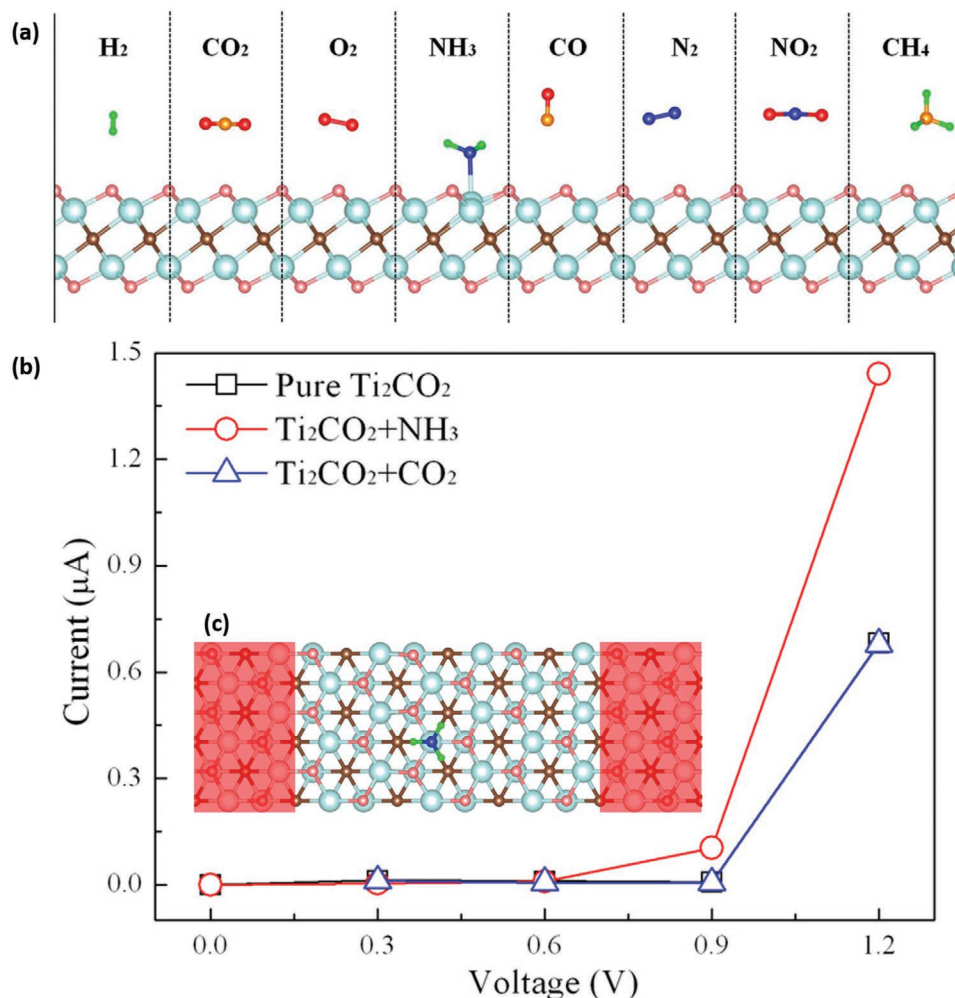 (a)
H₂ CO₂ O₂ NH₃ CO N₂ NO₂ CH₄
(b)
Pure Ti₂CO₂
Ti₂CO₂+NH₃
Ti₂CO₂+CO₂
1.5
1.2
0.9
0.6
0.3
0.0
Current (μA)
(c)
0.0 0.3 0.6 0.9 1.2
Voltage (V)